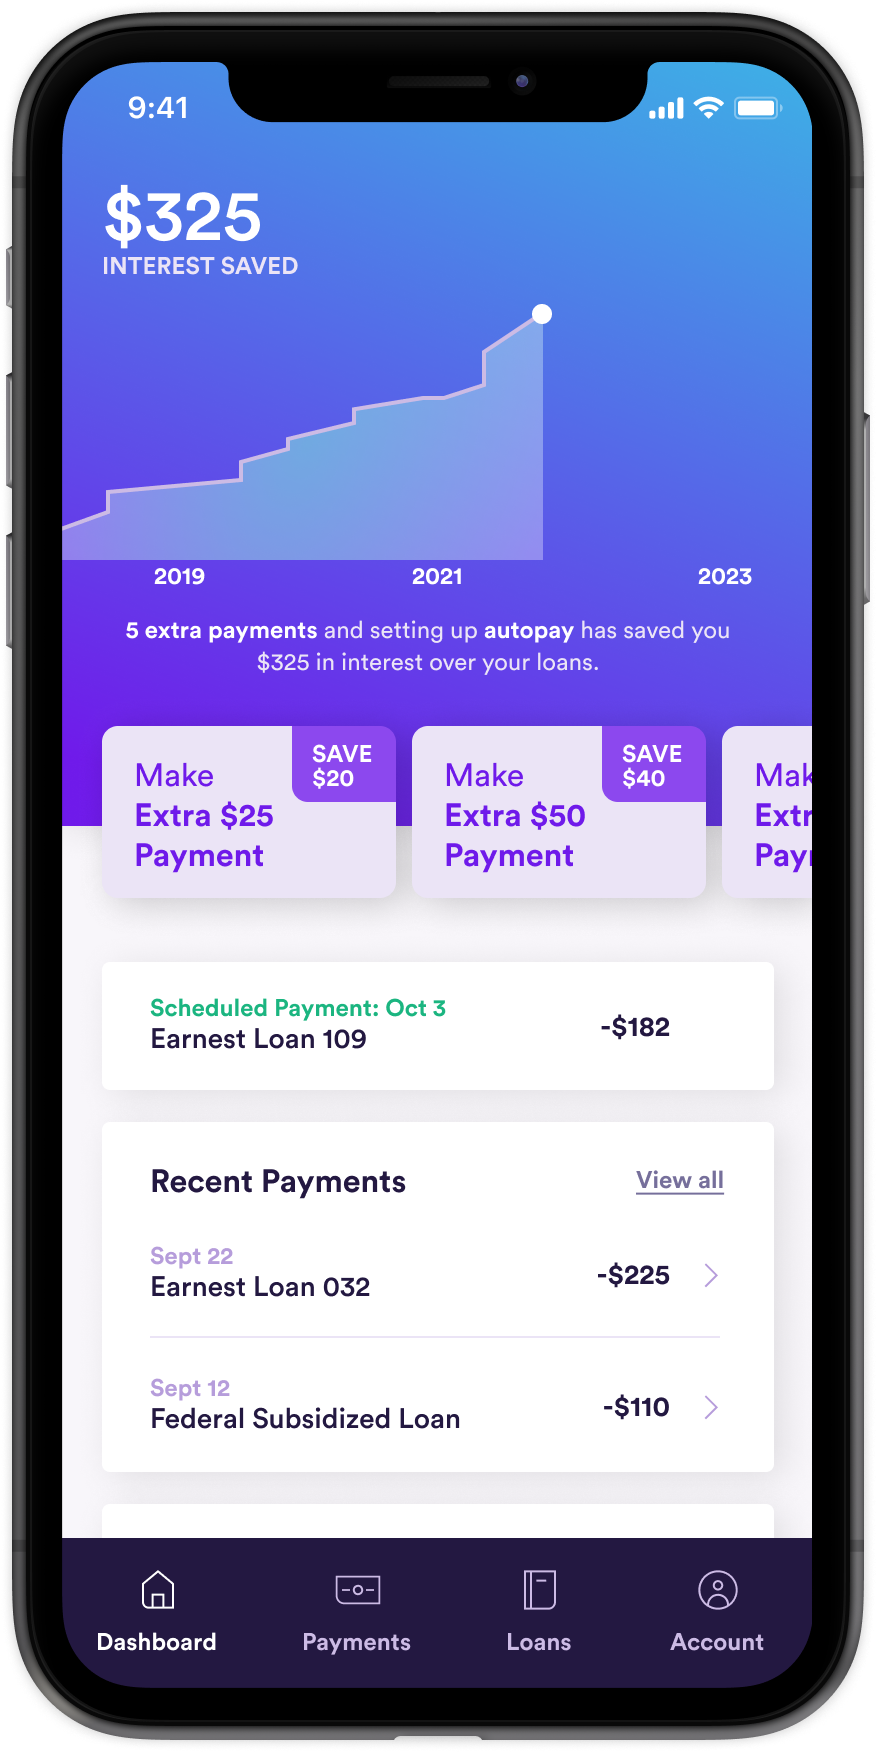 9:41
$325
INTEREST SAVED
2019 2021 2023
5 extra payments and setting up autopay has saved you
$325 in interest over your loans.
Make
Extra $25
Payment
SAVE
$20
Make
Extra $50
Payment
SAVE
$40
Mak
Extr
Scheduled Payment: Oct 3
Earnest Loan 109
-$182
Recent Payments
View all
Sept 22
Earnest Loan 032
-$225
Sept 12
Federal Subsidized Loan
-$110
Dashboard Payments Loans Account